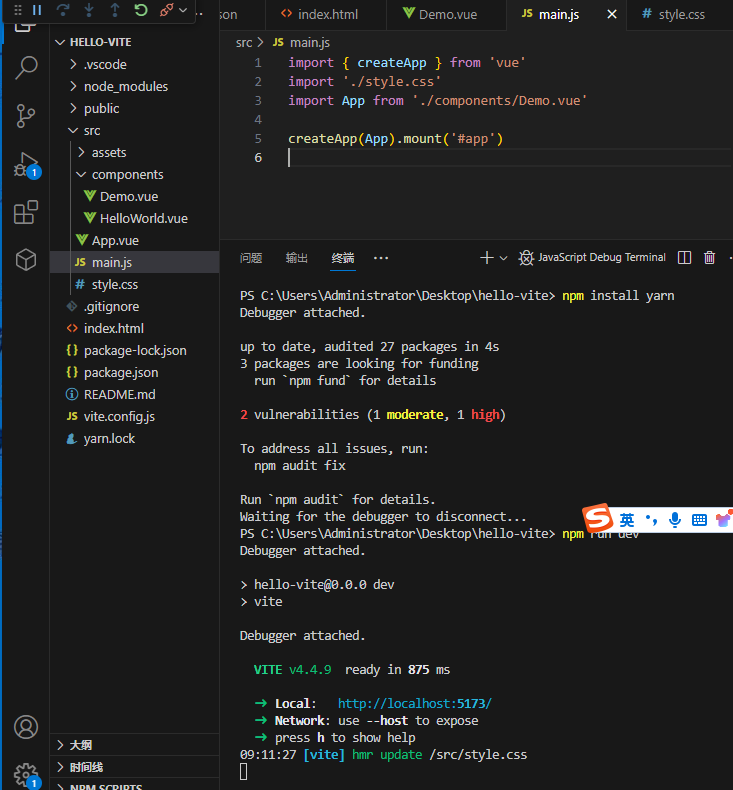 son
index.html
Demo.vue
JS main.js
# style.css
HELLO-VITE
src > JS main.js
.vscode
node_modules
public
src
assets
components
Demo.vue
HelloWorld.vue
App.vue
JS main.js
# style.css
.gitignore
<> index.html
{} package-lock.json
{} package.json
README.md
JS vite.config.js
yarn.lock
大纲
时间线
NPM SCRIPTS
1
1
1 import { createApp } from 'vue'
2 import './style.css'
3 import App from './components/Demo.vue'
4
5 createApp(App).mount('#app')
6
问题 输出 终端 ··· JavaScript Debug Terminal
PS C:\Users\Administrator\Desktop\hello-vite> npm install yarn
Debugger attached.
up to date, audited 27 packages in 4s
3 packages are looking for funding
run `npm fund` for details
2 vulnerabilities (1 moderate, 1 high)
To address all issues, run:
npm audit fix
Run `npm audit` for details.
Waiting for the debugger to disconnect...
英
PS C:\Users\Administrator\Desktop\hello-vite> npm run dev
Debugger attached.
> hello-vite@0.0.0 dev
> vite
Debugger attached.
VITE v4.4.9 ready in 875 ms
➜ Local: http://localhost:5173/
➜ Network: use --host to expose
➜ press h to show help
09:11:27 [vite] hmr update /src/style.css